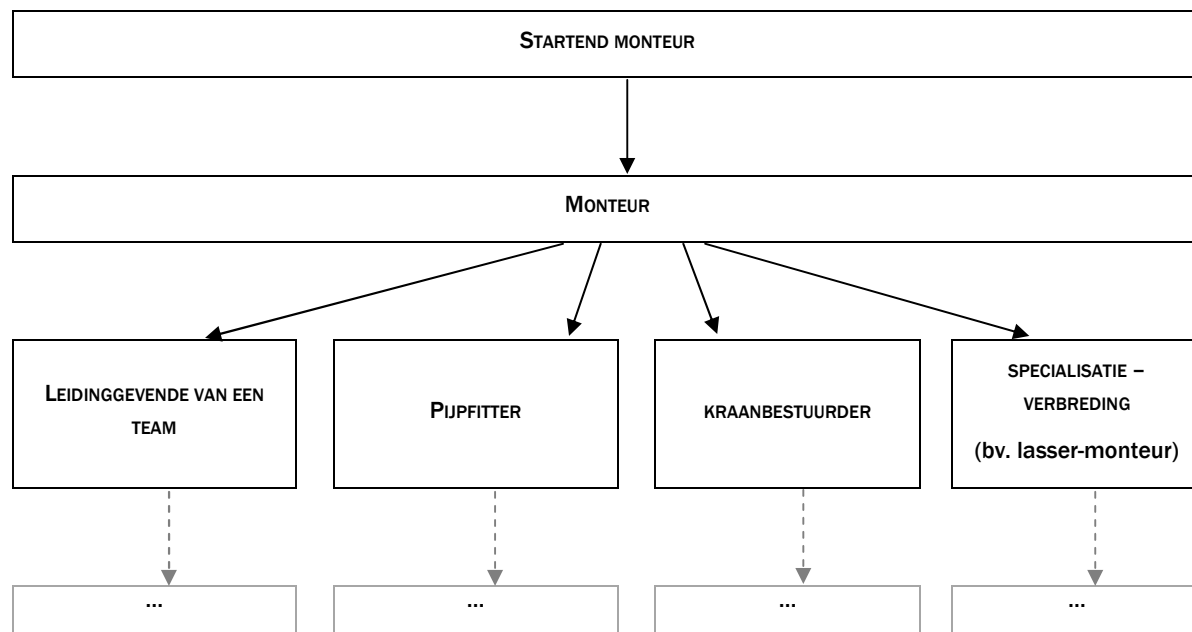 STARTEND MONTEUR
MONTEUR
LEIDINGGEVENDE VAN EEN
TEAM
PIJPFITTER
KRAANBESTUURDER
SPECIALISATIE –
VERBREDING
(bv. lasser-monteur)
...
...
...
...